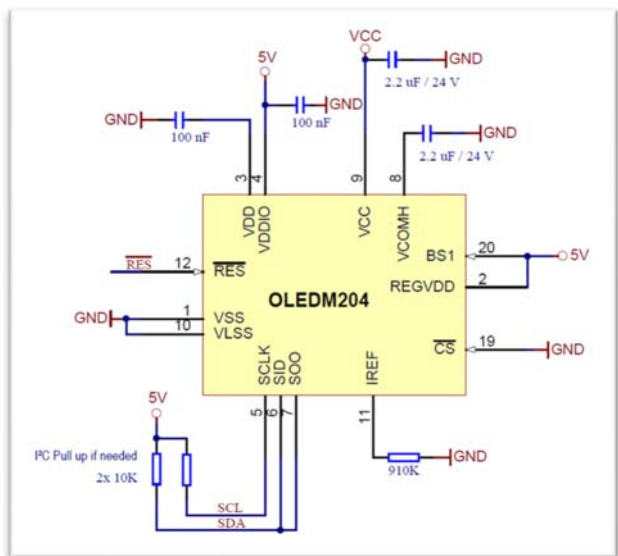 VCC
GND
2.2 uF / 24 V
5V
GND
100 nF
GND
100 nF
GND
2.2 uF / 24 V
3
4
9
8
VDD
VDDIO
VCC
VCOMH
RES
12
RES
BS1
20
5V
REGVDD
2
OLEDM204
GND
1
VSS
10
VLSS
CS
19
GND
SCLK
SID
SOO
IREF
5
6
7
11
5V
I²C Pull up if needed
2x 10K
910K
GND
SCL
SDA